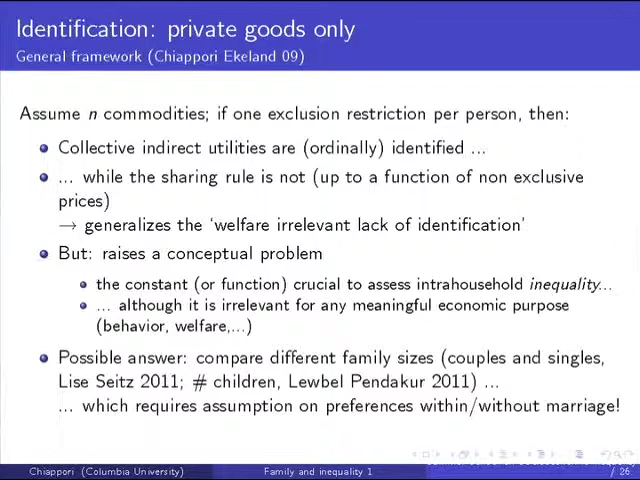 Identification: private goods only
General framework (Chiappori Ekeland 09)
Assume n commodities; if one exclusion restriction per person, then:
Collective indirect utilities are (ordinally) identified ...
... while the sharing rule is not (up to a function of non exclusive
prices)
→ generalizes the 'welfare irrelevant lack of identification'
But: raises a conceptual problem
the constant (or function) crucial to assess intrahousehold inequality...
... although it is irrelevant for any meaningful economic purpose
(behavior, welfare,...)
Possible answer: compare different family sizes (couples and singles,
Lise Seitz 2011; # children, Lewbel Pendakur 2011) ...
... which requires assumption on preferences within/without marriage!
Chiappori (Columbia University)
Family and inequality 1
/ 26